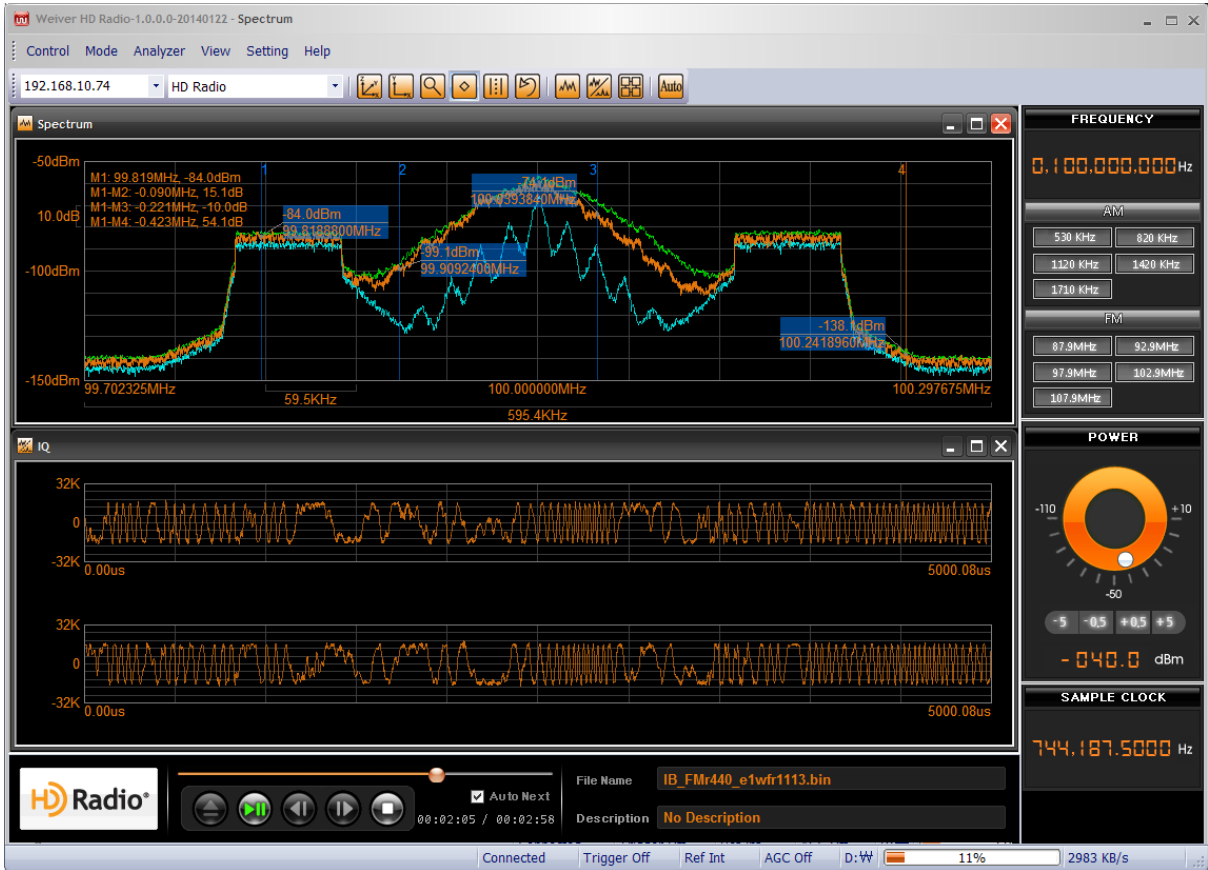 Weiver HD Radio-1.0.0.0-20140122 - Spectrum
Control Mode Analyzer View Setting Help
192.168.10.74 HD Radio Auto
Spectrum
-50dBm
10.0dB
-100dBm
-150dBm
M1: 99.819MHz, -84.0dBm
M1-M2: -0.090MHz, 15.1dB
M1-M3: -0.221MHz, -10.0dB
M1-M4: -0.423MHz, 54.1dB
1 2 3 4
-84.0dBm
99.8188800MHz
-99.1dBm
99.9092400MHz
-74.1dBm
100.0393840MHz
-138.1dBm
100.2418960MHz
99.702325MHz 100.000000MHz 100.297675MHz
59.5KHz
595.4KHz
IQ
32K
0
-32K
0.00us 5000.08us
32K
0
-32K
0.00us 5000.08us
HD Radio®
Auto Next
00:02:05 / 00:02:58
File Name IB_FMr440_e1wfr1113.bin
Description No Description
FREQUENCY
0,100,000,000 Hz
AM
530 KHz 820 KHz
1120 KHz 1420 KHz
1710 KHz
FM
87.9MHz 92.9MHz
97.9MHz 102.9MHz
107.9MHz
POWER
-110 +10
-50
-5 -0,5 +0,5 +5
-040.0 dBm
SAMPLE CLOCK
744,187.5000 Hz
Connected Trigger Off Ref Int AGC Off D:₩ 11% 2983 KB/s